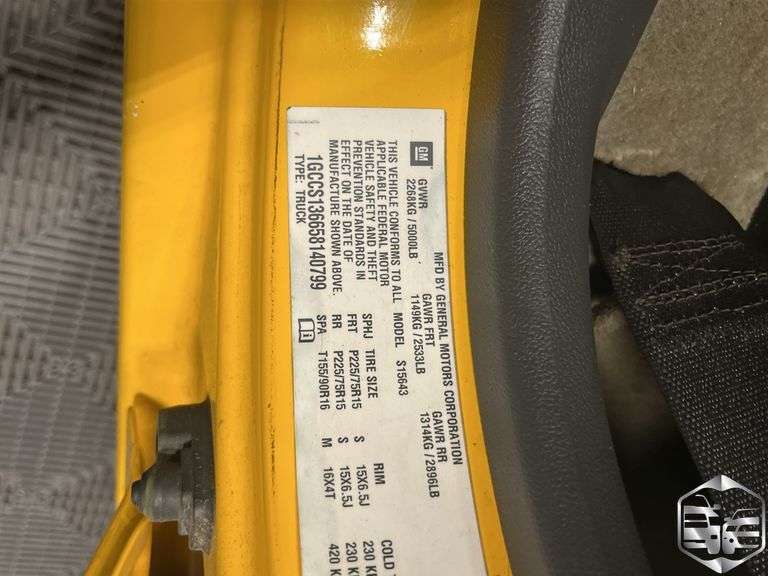 GM
MFD BY GENERAL MOTORS CORPORATION
GVWR GAWR FRT GAWR RR
2268KG / 5000LB 1149KG / 2533LB 1314KG / 2896LB
THIS VEHICLE CONFORMS TO ALL
APPLICABLE FEDERAL MOTOR
VEHICLE SAFETY AND THEFT
PREVENTION STANDARDS IN
EFFECT ON THE DATE OF
MANUFACTURE SHOWN ABOVE.
1GCCS136658140799
TYPE: TRUCK
MODEL S15643
SPHJ TIRE SIZE RIM COLD
FRT P225/75R15 S 15X6.5J 230
RR P225/75R15 S 15X6.5J 230
SPA T155/90R16 M 16X4T 420